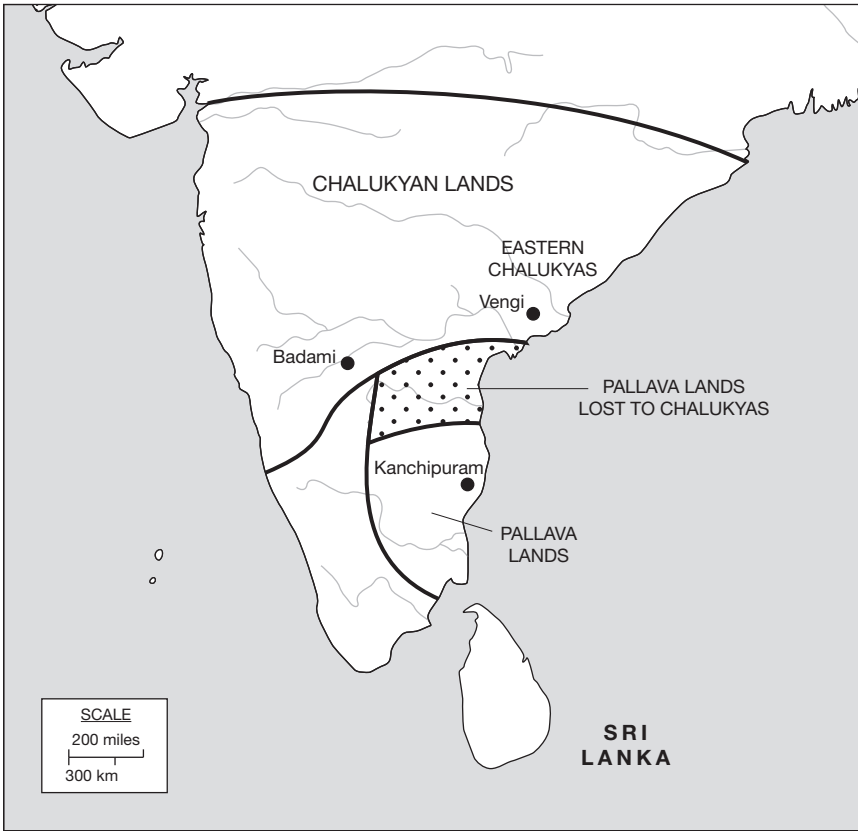 CHALUKYAN LANDS
EASTERN
CHALUKYAS
Vengi
Badami
PALLAVA LANDS
LOST TO CHALUKYAS
Kanchipuram
PALLAVA
LANDS
SCALE
200 miles
300 km
SRI
LANKA